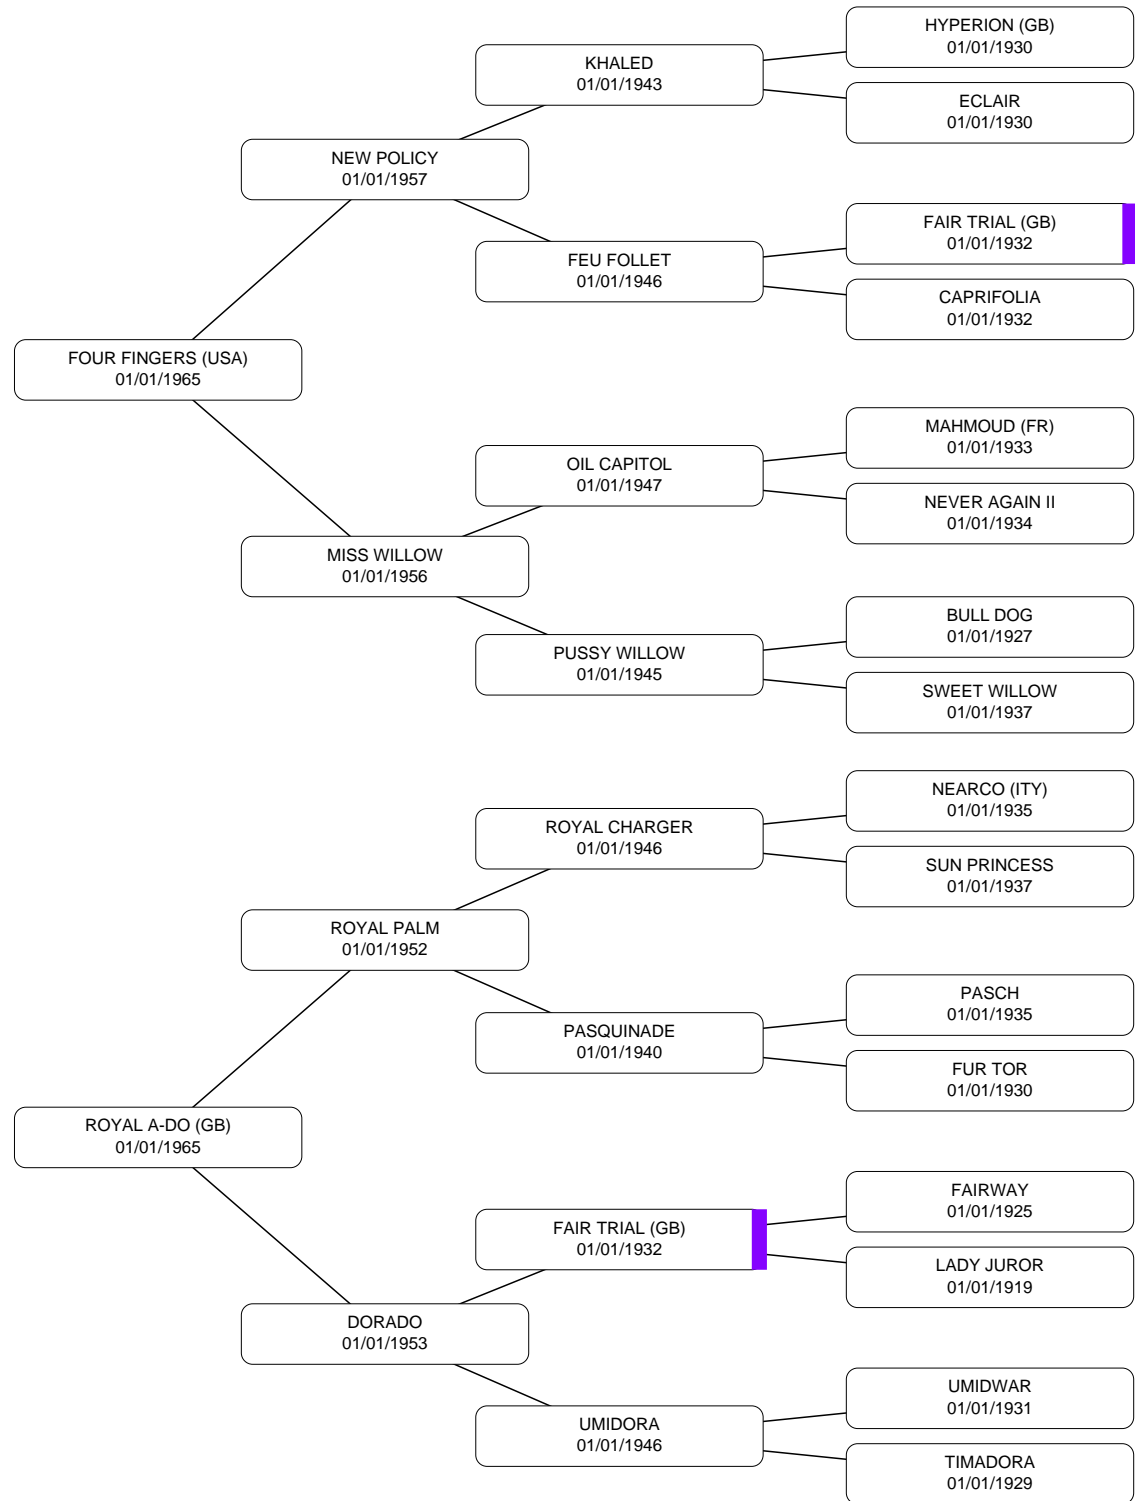 HYPERION (GB)
01/01/1930
KHALED
01/01/1943
ECLAIR
01/01/1930
NEW POLICY
01/01/1957
FAIR TRIAL (GB)
01/01/1932
FEU FOLLET
01/01/1946
CAPRIFOLIA
01/01/1932
FOUR FINGERS (USA)
01/01/1965
MAHMOUD (FR)
01/01/1933
OIL CAPITOL
01/01/1947
NEVER AGAIN II
01/01/1934
MISS WILLOW
01/01/1956
BULL DOG
01/01/1927
PUSSY WILLOW
01/01/1945
SWEET WILLOW
01/01/1937
NEARCO (ITY)
01/01/1935
ROYAL CHARGER
01/01/1946
SUN PRINCESS
01/01/1937
ROYAL PALM
01/01/1952
PASCH
01/01/1935
PASQUINADE
01/01/1940
FUR TOR
01/01/1930
ROYAL A-DO (GB)
01/01/1965
FAIRWAY
01/01/1925
FAIR TRIAL (GB)
01/01/1932
LADY JUROR
01/01/1919
DORADO
01/01/1953
UMIDWAR
01/01/1931
UMIDORA
01/01/1946
TIMADORA
01/01/1929